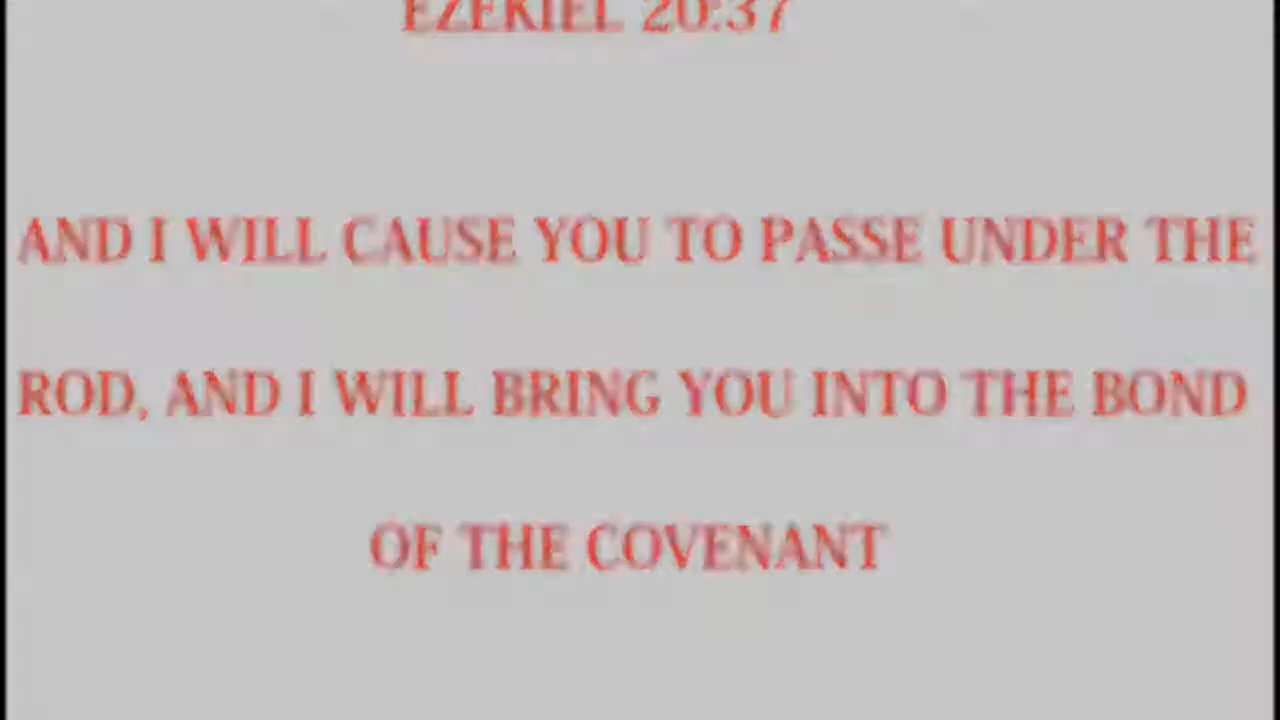 EZEKIEL 20:37
AND I WILL CAUSE YOU TO PASSE UNDER THE
ROD, AND I WILL BRING YOU INTO THE BOND
OF THE COVENANT